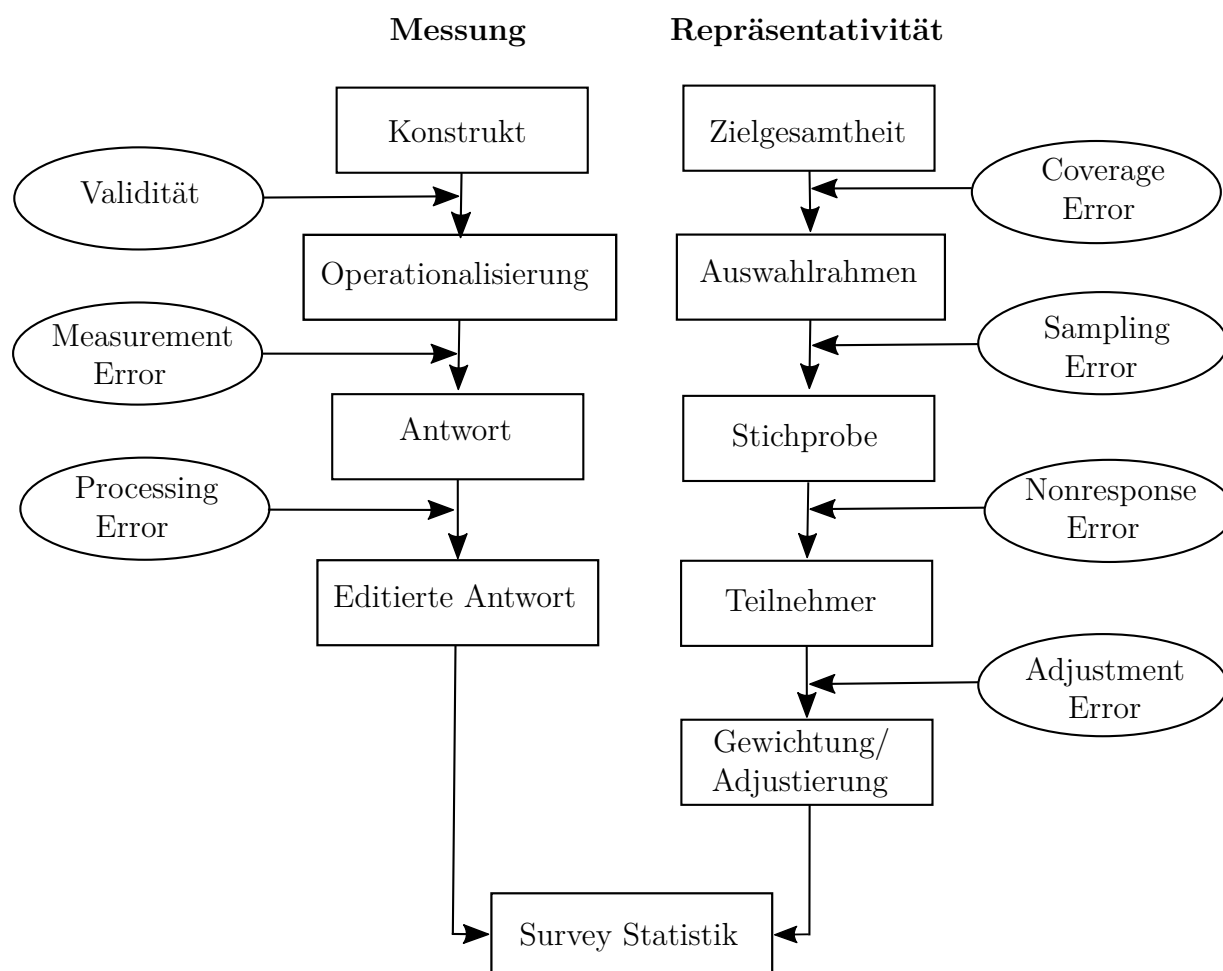 Messung
Repräsentativität
Konstrukt
Zielgesamtheit
Validität
Coverage
Error
Operationalisierung
Auswahlrahmen
Measurement
Error
Sampling
Error
Antwort
Stichprobe
Processing
Error
Nonresponse
Error
Editierte Antwort
Teilnehmer
Adjustment
Error
Gewichtung/
Adjustierung
Survey Statistik